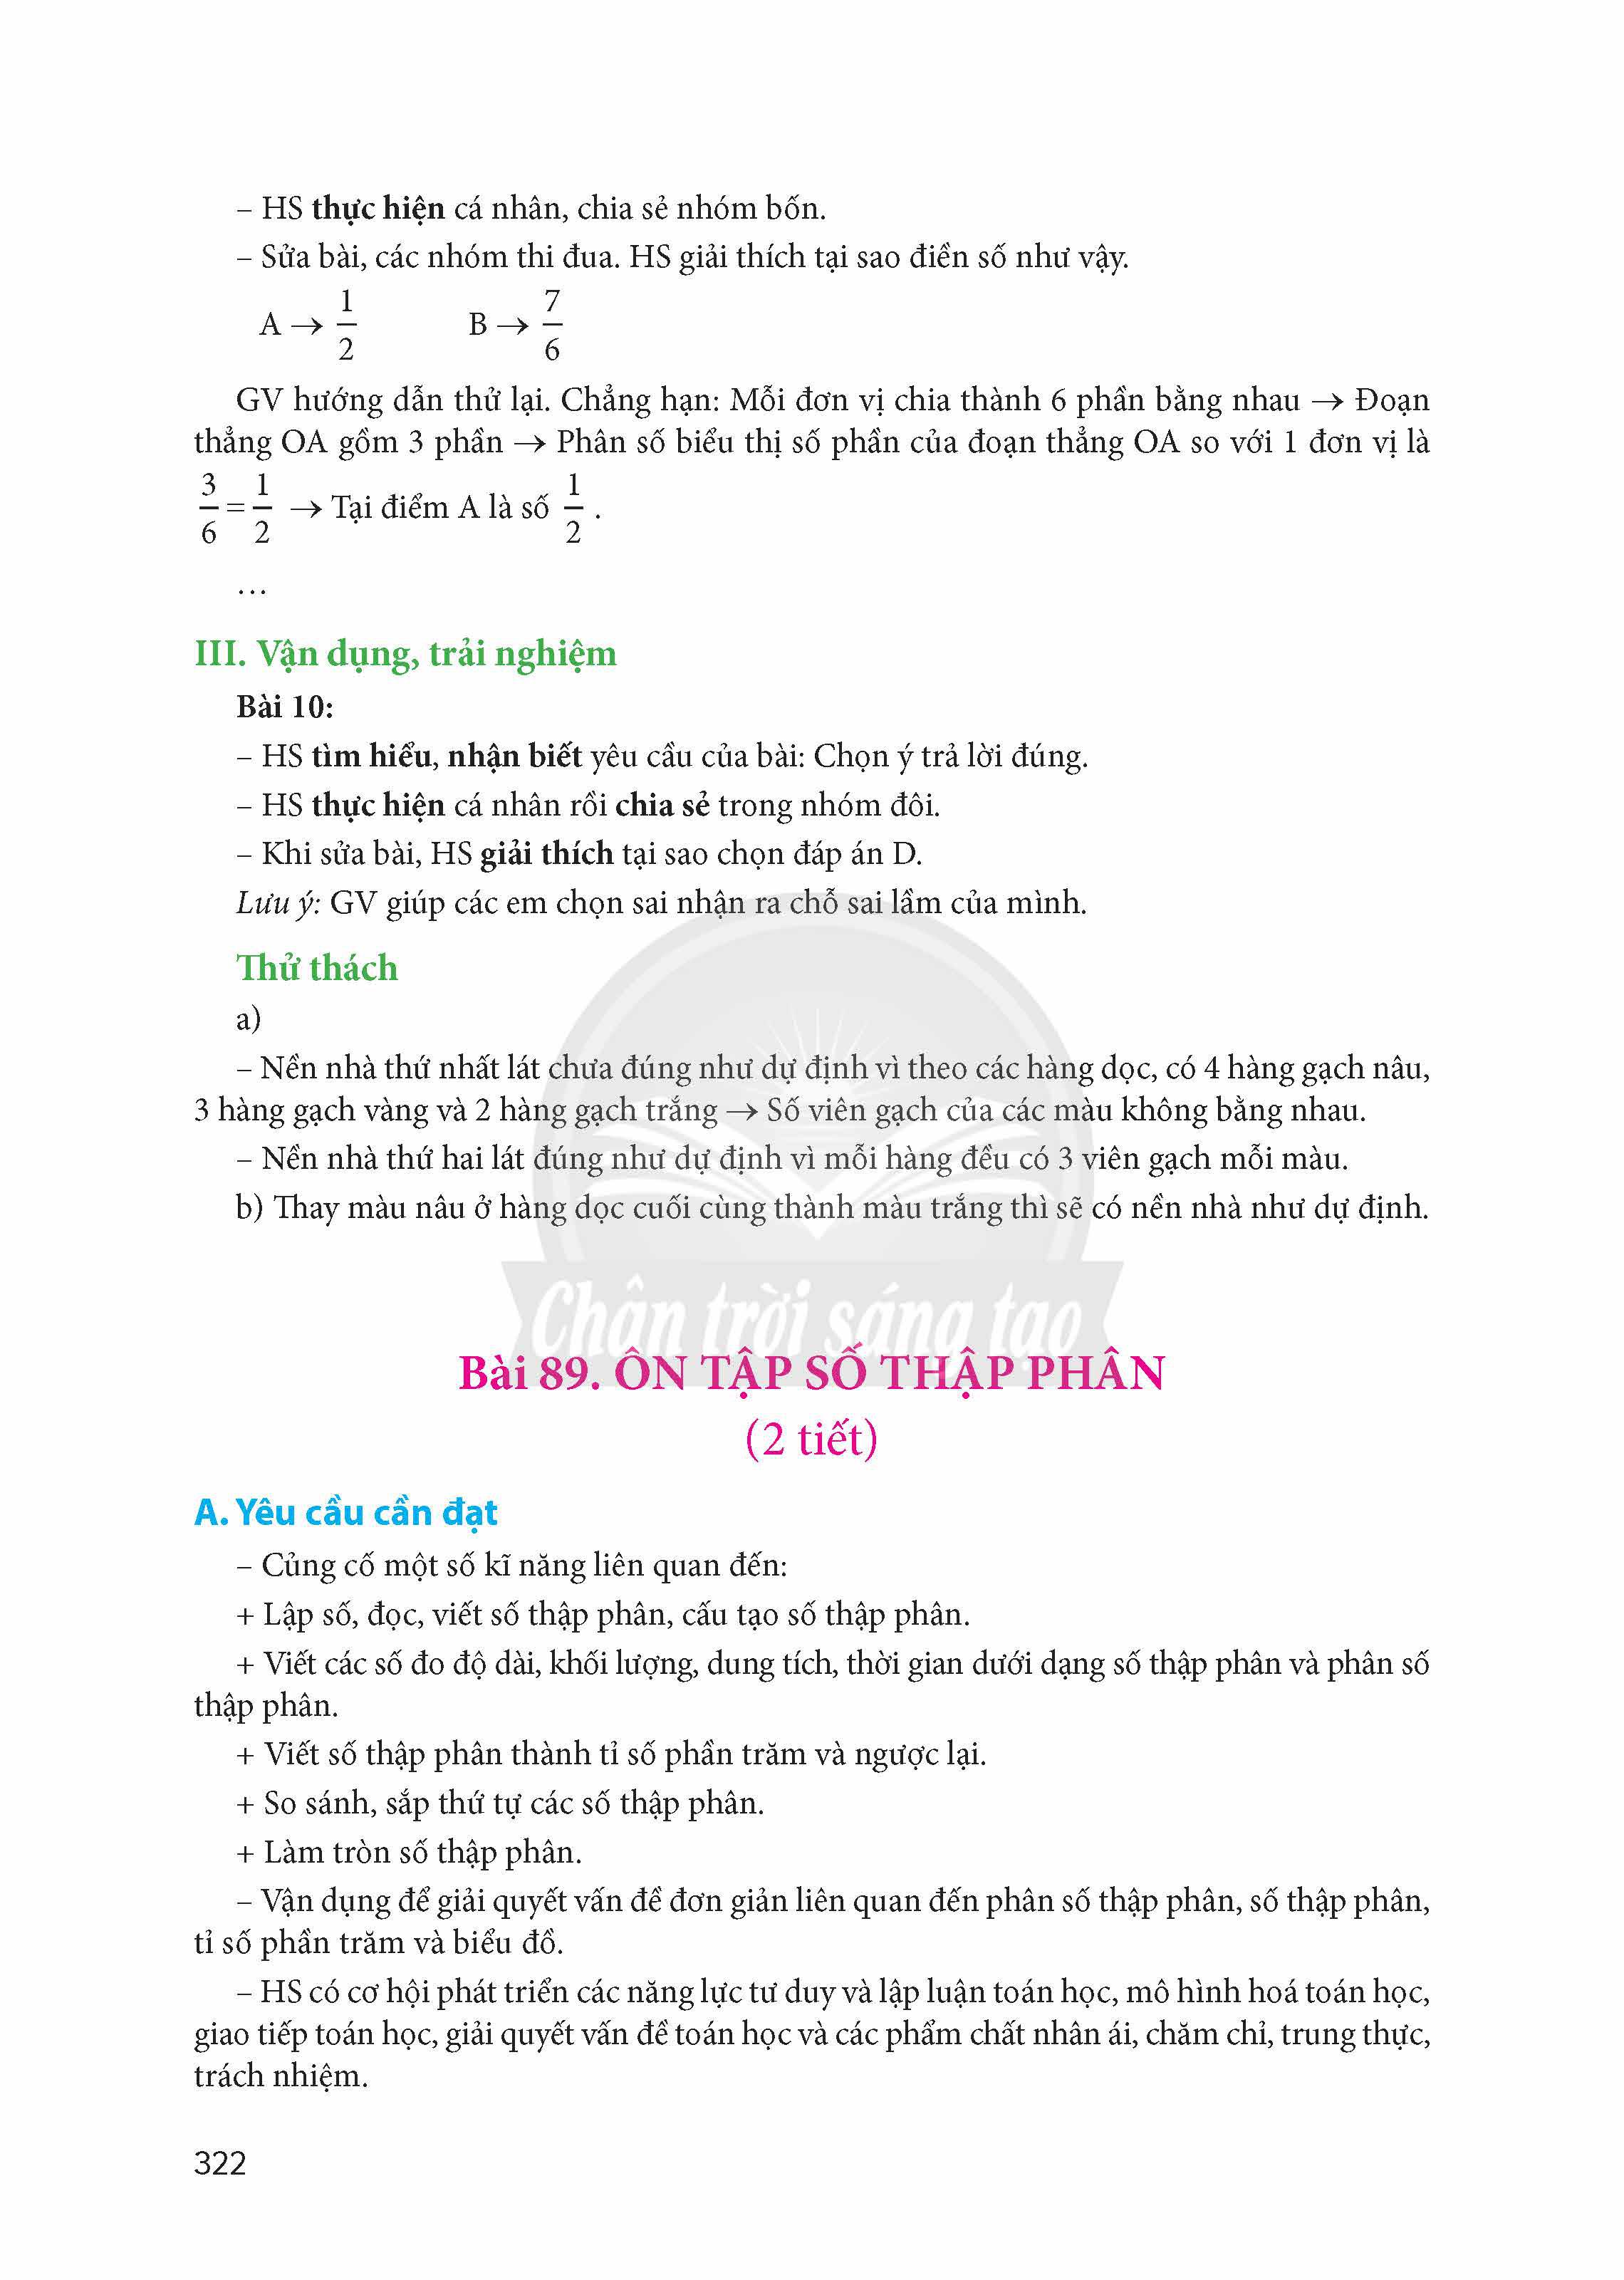 – HS thực hiện cá nhân, chia sẻ nhóm bốn.
– Sửa bài, các nhóm thi đua. HS giải thích tại sao điền số như vậy.
A → 1/2 B → 7/6
GV hướng dẫn thử lại. Chẳng hạn: Mỗi đơn vị chia thành 6 phần bằng nhau → Đoạn
thẳng OA gồm 3 phần → Phân số biểu thị số phần của đoạn thẳng OA so với 1 đơn vị là
3/6 = 1/2 → Tại điểm A là số 1/2 .
…
III. Vận dụng, trải nghiệm
Bài 10:
– HS tìm hiểu, nhận biết yêu cầu của bài: Chọn ý trả lời đúng.
– HS thực hiện cá nhân rồi chia sẻ trong nhóm đôi.
– Khi sửa bài, HS giải thích tại sao chọn đáp án D.
Lưu ý: GV giúp các em chọn sai nhận ra chỗ sai lầm của mình.
Thử thách
a)
– Nền nhà thứ nhất lát chưa đúng như dự định vì theo các hàng dọc, có 4 hàng gạch nâu,
3 hàng gạch vàng và 2 hàng gạch trắng → Số viên gạch của các màu không bằng nhau.
– Nền nhà thứ hai lát đúng như dự định vì mỗi hàng đều có 3 viên gạch mỗi màu.
b) Thay màu nâu ở hàng dọc cuối cùng thành màu trắng thì sẽ có nền nhà như dự định.
Chân trời sáng tạo
Bài 89. ÔN TẬP SỐ THẬP PHÂN
(2 tiết)
A. Yêu cầu cần đạt
– Củng cố một số kĩ năng liên quan đến:
+ Lập số, đọc, viết số thập phân, cấu tạo số thập phân.
+ Viết các số đo độ dài, khối lượng, dung tích, thời gian dưới dạng số thập phân và phân số
thập phân.
+ Viết số thập phân thành tỉ số phần trăm và ngược lại.
+ So sánh, sắp thứ tự các số thập phân.
+ Làm tròn số thập phân.
– Vận dụng để giải quyết vấn đề đơn giản liên quan đến phân số thập phân, số thập phân,
tỉ số phần trăm và biểu đồ.
– HS có cơ hội phát triển các năng lực tư duy và lập luận toán học, mô hình hoá toán học,
giao tiếp toán học, giải quyết vấn đề toán học và các phẩm chất nhân ái, chăm chỉ, trung thực,
trách nhiệm.
322